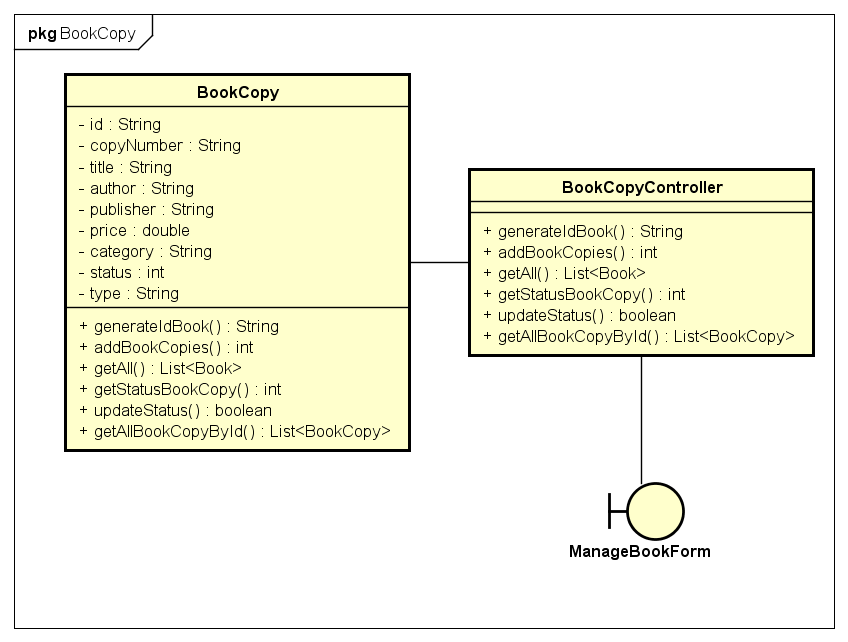 pkg BookCopy
BookCopy
- id : String
- copyNumber : String
- title : String
- author : String
- publisher : String
- price : double
- category : String
- status : int
- type : String
+ generateIdBook() : String
+ addBookCopies() : int
+ getAll() : List<Book>
+ getStatusBookCopy() : int
+ updateStatus() : boolean
+ getAllBookCopyById() : List<BookCopy>
BookCopyController
+ generateIdBook() : String
+ addBookCopies() : int
+ getAll() : List<Book>
+ getStatusBookCopy() : int
+ updateStatus() : boolean
+ getAllBookCopyById() : List<BookCopy>
ManageBookForm